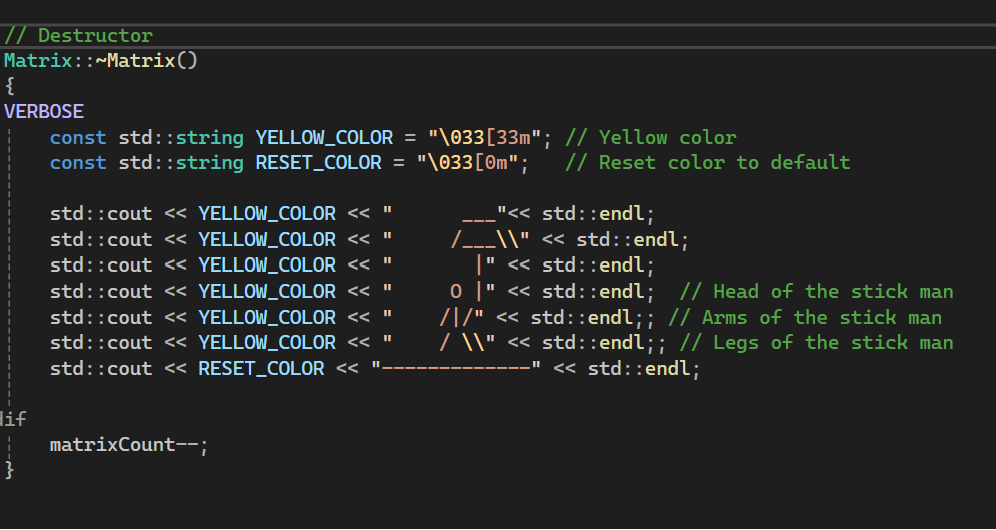 // Destructor
Matrix::~Matrix()
{
VERBOSE
    const std::string YELLOW_COLOR = "\033[33m"; // Yellow color
    const std::string RESET_COLOR = "\033[0m";   // Reset color to default

    std::cout << YELLOW_COLOR << "      ___"<< std::endl;
    std::cout << YELLOW_COLOR << "     /___\\" << std::endl;
    std::cout << YELLOW_COLOR << "       |" << std::endl;
    std::cout << YELLOW_COLOR << "     O |" << std::endl;  // Head of the stick man
    std::cout << YELLOW_COLOR << "    /|/" << std::endl;; // Arms of the stick man
    std::cout << YELLOW_COLOR << "    / \\" << std::endl;; // Legs of the stick man
    std::cout << RESET_COLOR << "-------------" << std::endl;

dif
    matrixCount--;
}